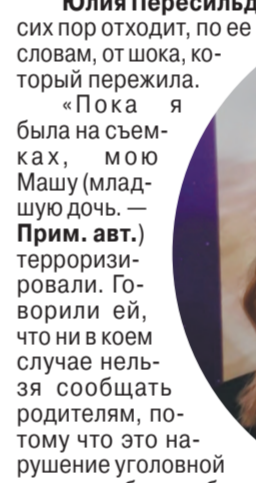 Юлия Пересильд
сих пор отходит, по ее
словам, от шока, ко-
торый пережила.
«Пока я
была на съем-
ках, мою
Машу (млад-
шую дочь. —
Прим. авт.)
терроризи-
ровали. Го-
ворили ей,
что ни в коем
случае нель-
зя сообщать
родителям, по-
тому что это на-
рушение уголовной